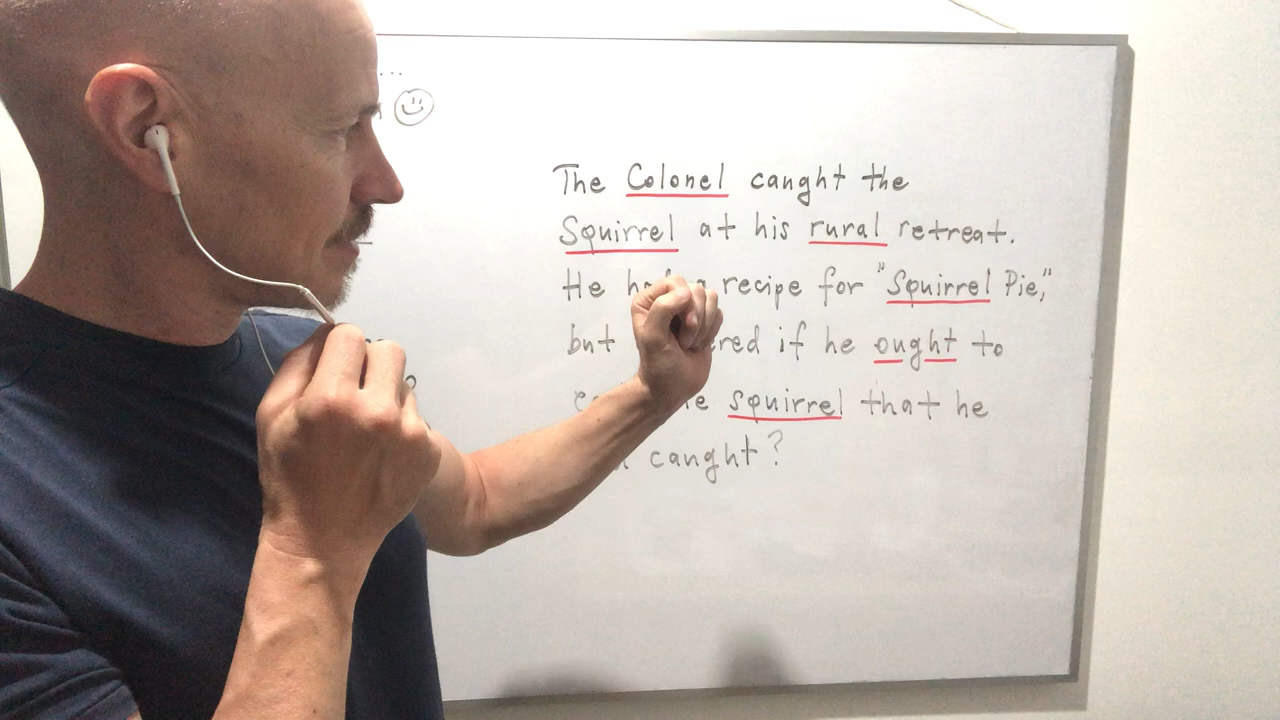 ...
The Colonel caught the
Squirrel at his rural retreat.
He recipe for "Squirrel Pie,"
but if he ought to
squirrel that he
caught?